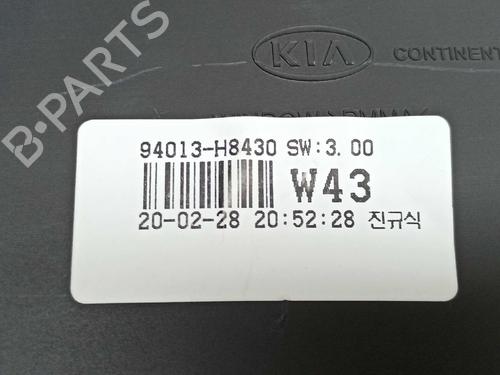 B-PARTS
KIA
CONTINENT
94013-H8430 SW:3.00
W43
20-02-28 20:52:28 진규식